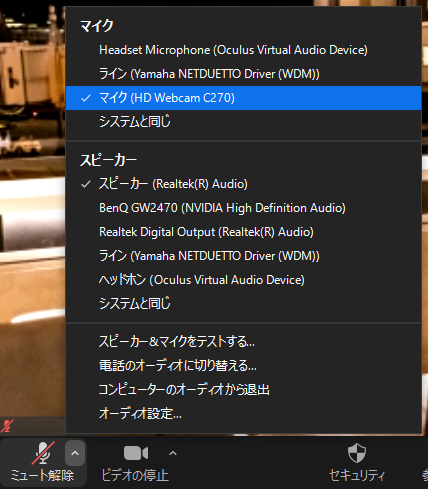 マイク
Headset Microphone (Oculus Virtual Audio Device)
ライン (Yamaha NETDUETTO Driver (WDM))
マイク (HD Webcam C270)
システムと同じ
スピーカー
スピーカー (Realtek(R) Audio)
BenQ GW2470 (NVIDIA High Definition Audio)
Realtek Digital Output (Realtek(R) Audio)
ライン (Yamaha NETDUETTO Driver (WDM))
ヘッドホン (Oculus Virtual Audio Device)
システムと同じ
スピーカー&マイクをテストする...
電話のオーディオに切り替える...
コンピューターのオーディオから退出
オーディオ設定...
ミュート解除 ビデオの停止 セキュリティ